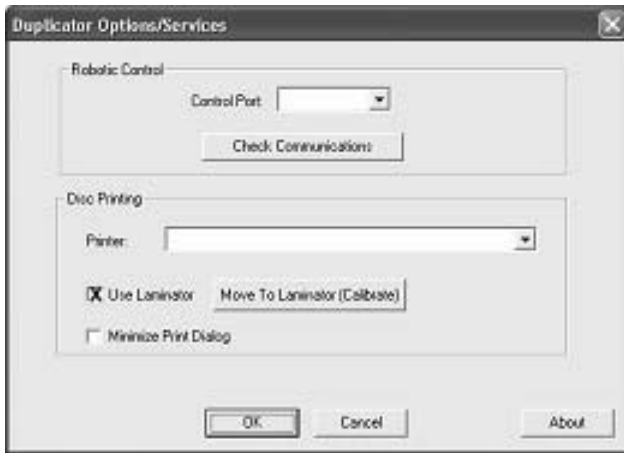 Duplicator Options/Services
Robotic Control
Control Port
Check Communications
Disc Printing
Printer:
Use Laminator
Move To Laminator (Calibrate)
Minimize Print Dialog
OK
Cancel
About